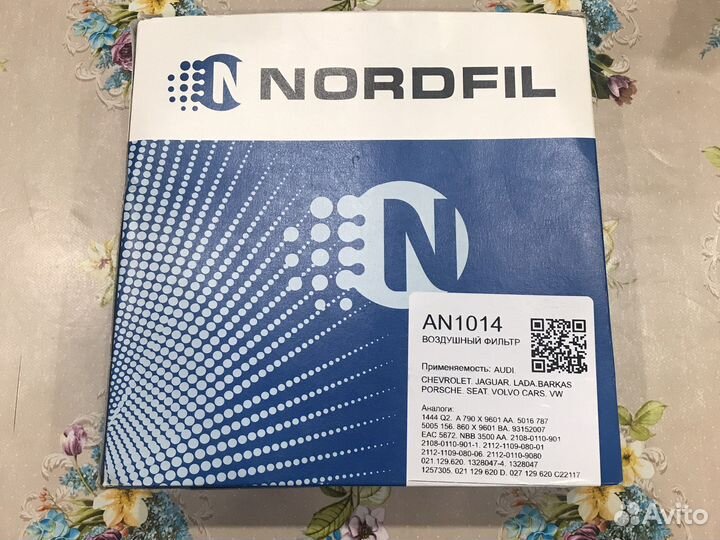 N NORDFIL
N
AN1014
ВОЗДУШНЫЙ ФИЛЬТР
Применяемость: AUDI.
CHEVROLET. JAGUAR. LADA.BARKAS
PORSCHE. SEAT. VOLVO CARS. VW
Аналоги:
1444 Q2. A 790 X 9601 AA. 5016 787
5005 156. 860 X 9601 BA. 93152007
EAC 5672. NBB 3500 AA. 2108-0110-901
2108-0110-901-1. 2112-1109-080-01
2112-1109-080-06. 2112-0110-9080
021 129.620. 1328047-4. 1328047
1257305. 021 129 620 D. 027 129 620 C22117
Avito